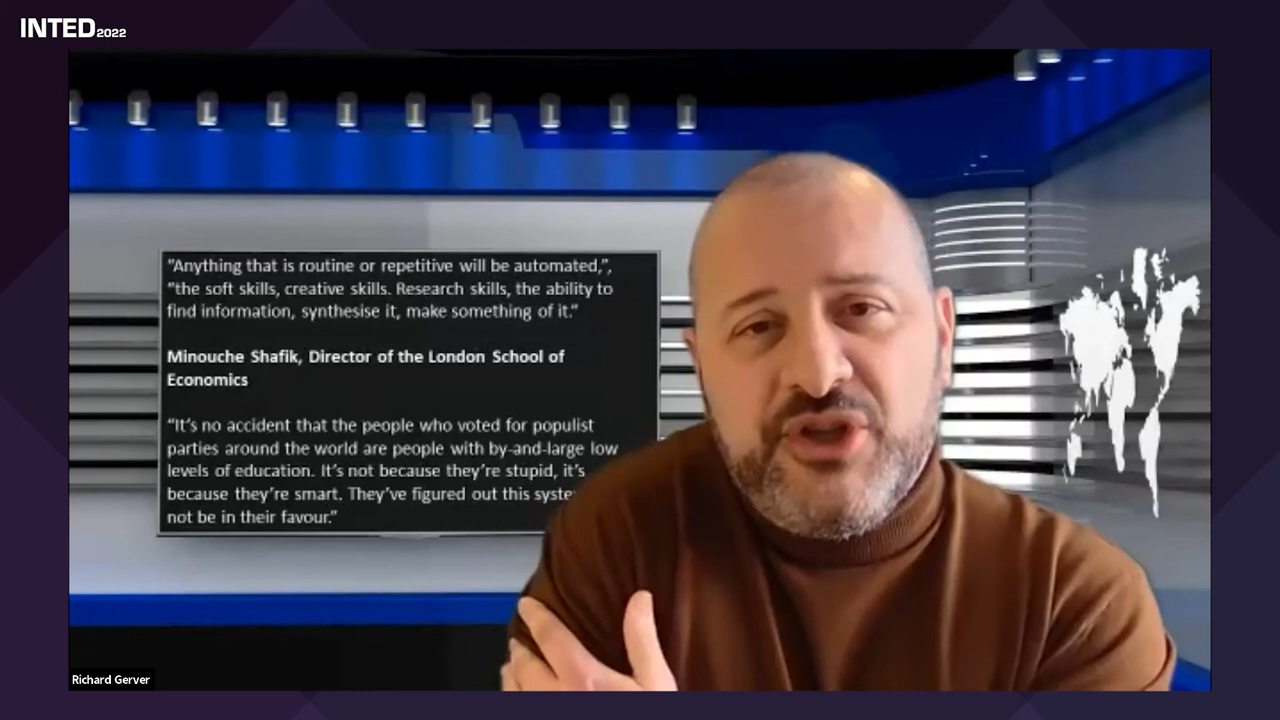 INTED2022
“Anything that is routine or repetitive will be automated,”,
“the soft skills, creative skills. Research skills, the ability to
find information, synthesise it, make something of it.”
Minouche Shafik, Director of the London School of
Economics
“It’s no accident that the people who voted for populist
parties around the world are people with by-and-large low
levels of education. It’s not because they’re stupid, it’s
because they’re smart. They’ve figured out this
not be in their favour.”
Richard Gerver